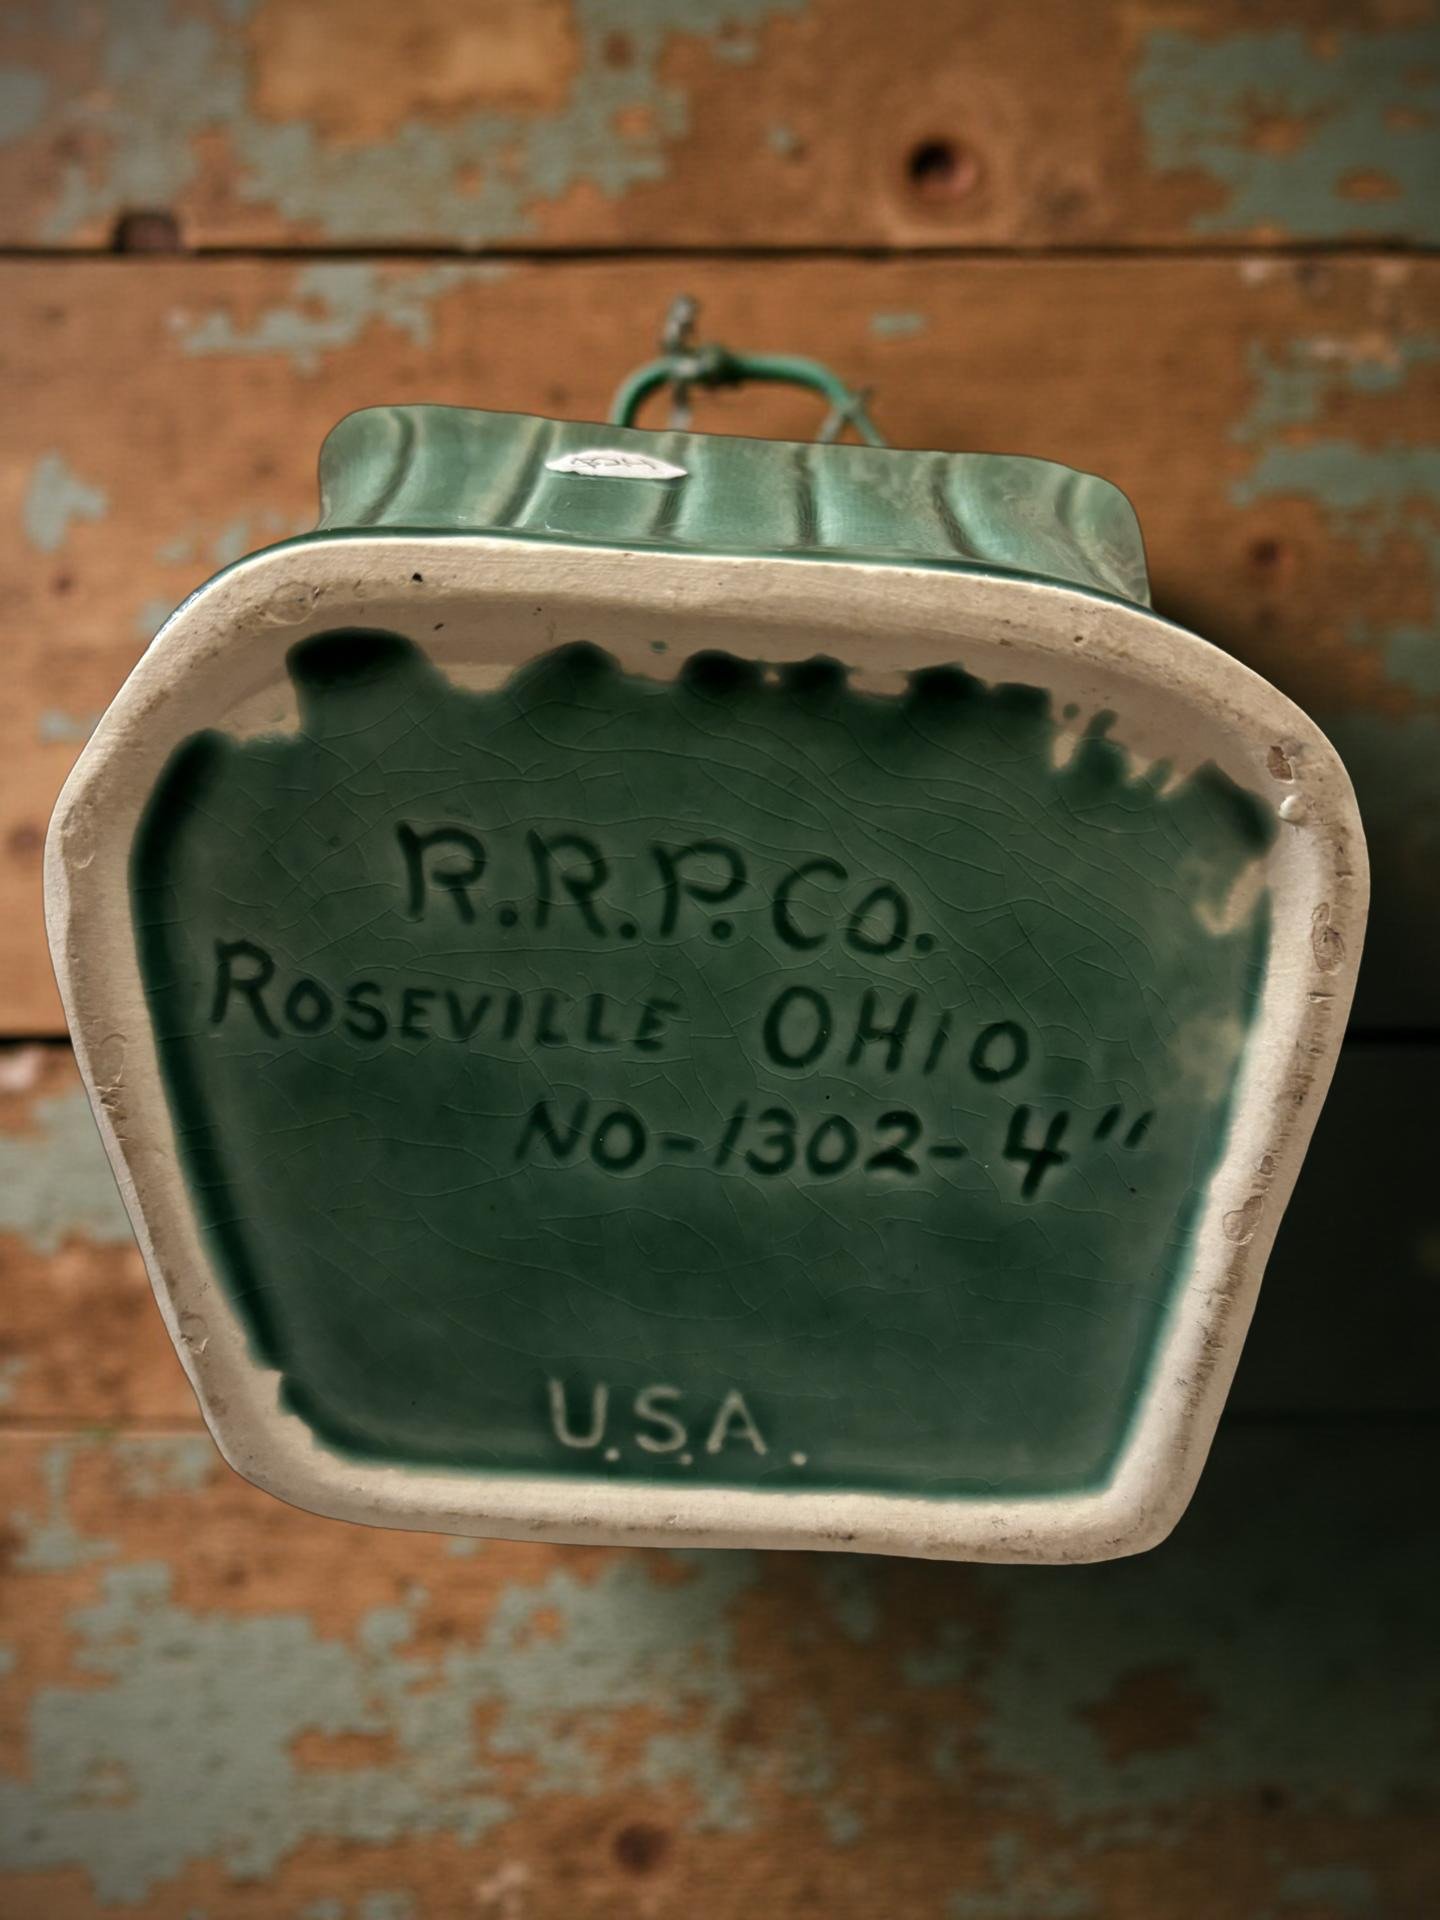 R.R.P.CO.
ROSEVILLE OHIO
NO-1302-4"
U.S.A.